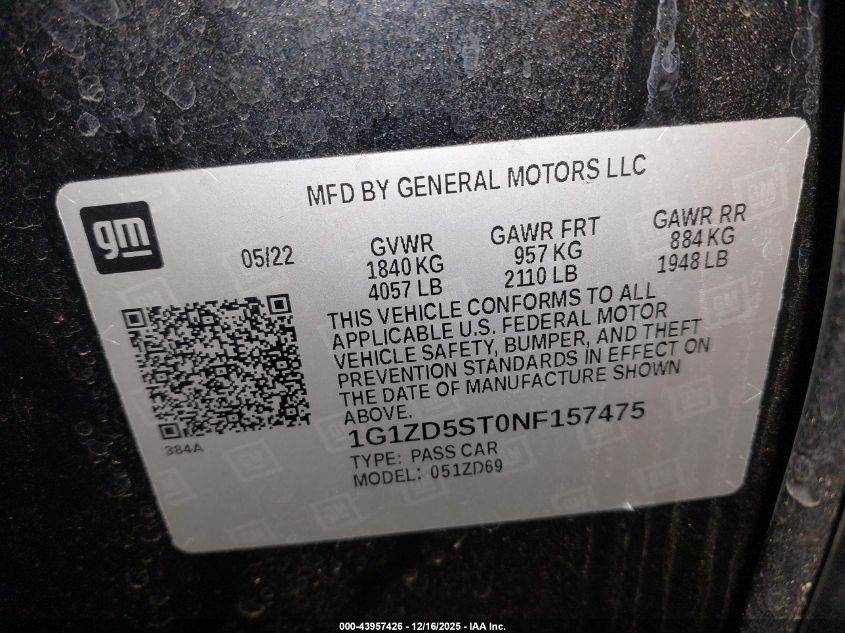 MFD BY GENERAL MOTORS LLC
gm
05/22
GVWR
1840 KG
4057 LB
GAWR FRT
957 KG
2110 LB
GAWR RR
884 KG
1948 LB
THIS VEHICLE CONFORMS TO ALL
APPLICABLE U.S. FEDERAL MOTOR
VEHICLE SAFETY, BUMPER, AND THEFT
PREVENTION STANDARDS IN EFFECT ON
THE DATE OF MANUFACTURE SHOWN
ABOVE.
384A
1G1ZD5ST0NF157475
TYPE: PASS CAR
MODEL: 051ZD69
000-43957426 - 12/16/2025 - IAA Inc.